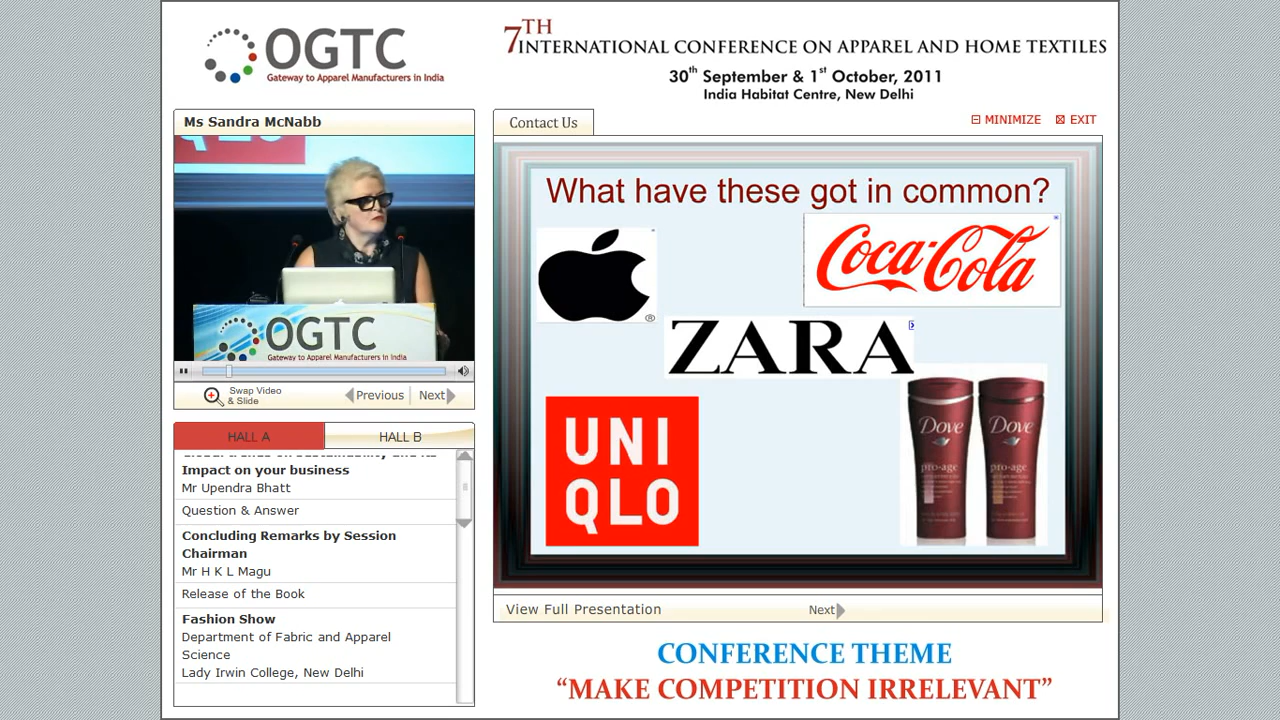 OGTC
Gateway to Apparel Manufacturers in India
7TH INTERNATIONAL CONFERENCE ON APPAREL AND HOME TEXTILES
30th September & 1st October, 2011
India Habitat Centre, New Delhi
Ms Sandra McNabb
OGTC
Gateway to Apparel Manufacturers in India
Swap Video
& Slide
Previous
Next
HALL A
HALL B
Impact on your business
Mr Upendra Bhatt
Question & Answer
Concluding Remarks by Session
Chairman
Mr H K L Magu
Release of the Book
Fashion Show
Department of Fabric and Apparel
Science
Lady Irwin College, New Delhi
Contact Us
MINIMIZE
EXIT
What have these got in common?
®
Coca-Cola
ZARA
UNI
QLO
Dove
pro·age
Dove
pro·age
View Full Presentation
Next
CONFERENCE THEME
“MAKE COMPETITION IRRELEVANT”